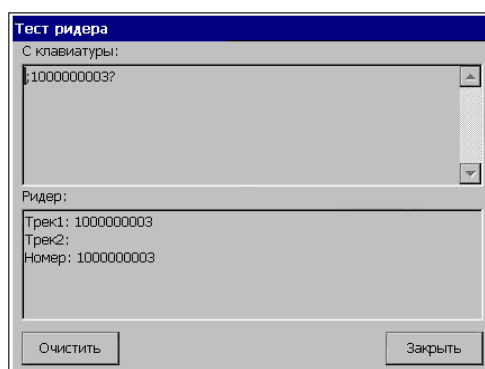 Тест ридера
С клавиатуры:
;1000000003?
Ридер:
Трек1: 1000000003
Трек2:
Номер: 1000000003
Очистить
Закрыть